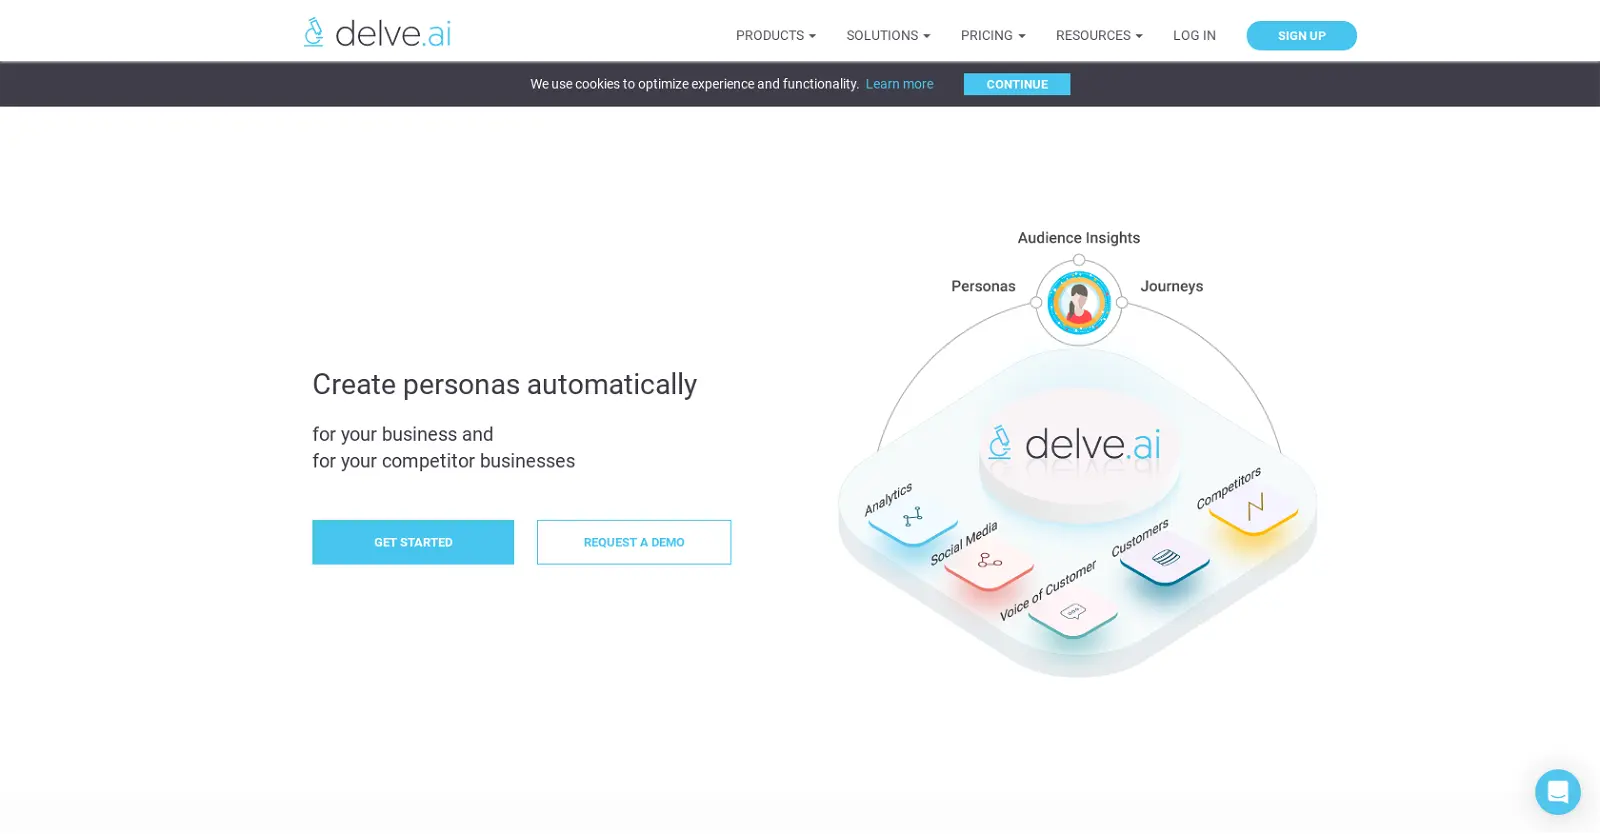 delve.ai
PRODUCTS
SOLUTIONS
PRICING
RESOURCES
LOG IN
SIGN UP
We use cookies to optimize experience and functionality. Learn more
CONTINUE
Audience Insights
Personas
Journeys
Create personas automatically
for your business and
for your competitor businesses
GET STARTED
REQUEST A DEMO
delve.ai
Analytics
Social Media
Voice of Customer
Customers
Competitors